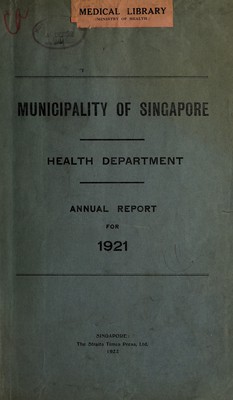 MEDICAL LIBRARY
(MINISTRY OF HEALTH.)
MUNICIPALITY OF SINGAPORE
HEALTH DEPARTMENT
ANNUAL REPORT
FOR
1921
SINGAPORE:
The Straits Times Press, Ltd.